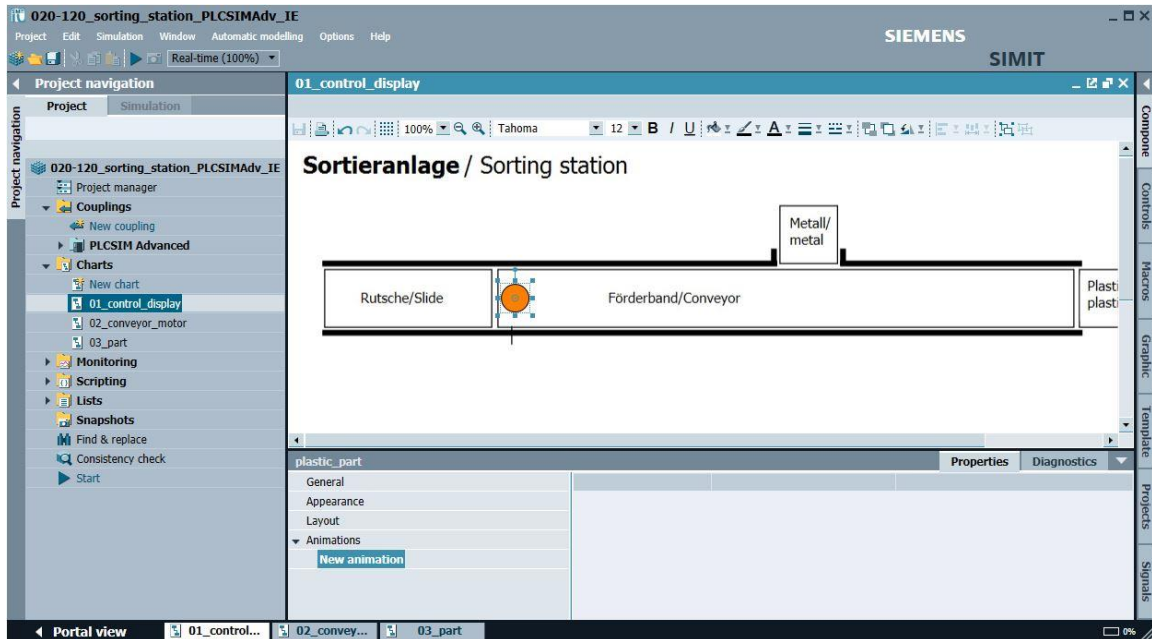 020-120_sorting_station_PLCSIMAdv_IE
Project Edit Simulation Window Automatic modelling Options Help
SIEMENS
SIMIT
Real-time (100%)
Project navigation
Project Simulation
Project navigation
020-120_sorting_station_PLCSIMAdv_IE
Project manager
Couplings
New coupling
PLCSIM Advanced
Charts
New chart
01_control_display
02_conveyor_motor
03_part
Monitoring
Scripting
Lists
Snapshots
Find & replace
Consistency check
Start
01_control_display
100% Tahoma 12 B I U A
Sortieranlage / Sorting station
Metall/
metal
Rutsche/Slide
Förderband/Conveyor
Plasti
plasti
plastic_part
Properties Diagnostics
General
Appearance
Layout
Animations
New animation
Compone
Controls
Macros
Graphic
Template
Projects
Signals
Portal view 01_control... 02_convey... 03_part
0%